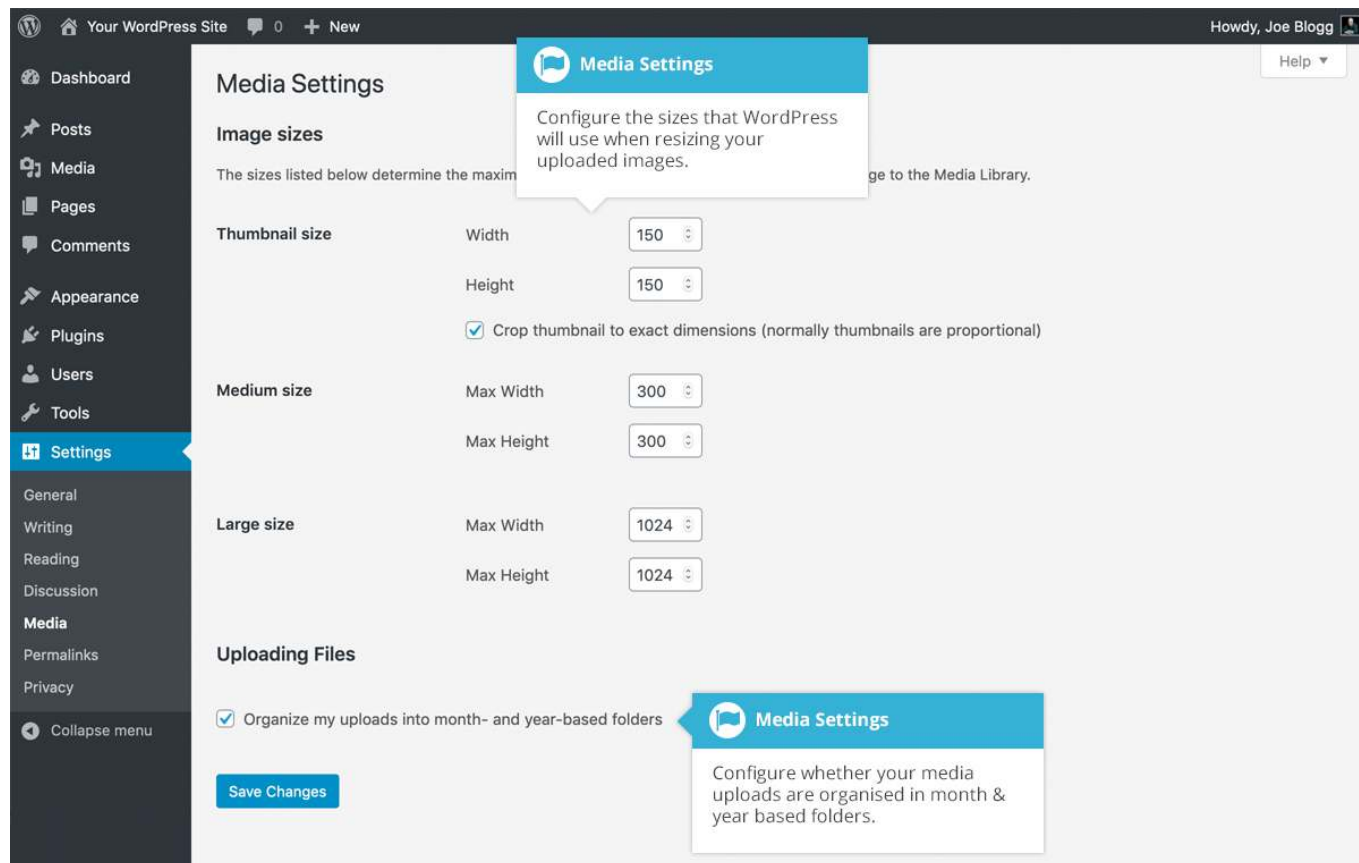 Your WordPress Site 0 + New Howdy, Joe Blogg
Dashboard
Posts
Media
Pages
Comments
Appearance
Plugins
Users
Tools
Settings
General
Writing
Reading
Discussion
Media
Permalinks
Privacy
Collapse menu
Help
Media Settings
Media Settings
Configure the sizes that WordPress
will use when resizing your
uploaded images.
Image sizes
The sizes listed below determine the ge to the Media Library.
Thumbnail size Width 150
Height 150
Crop thumbnail to exact dimensions (normally thumbnails are proportional)
Medium size Max Width 300
Max Height 300
Large size Max Width 1024
Max Height 1024
Uploading Files
Organize my uploads into month- and year-based folders
Media Settings
Configure whether your media
uploads are organised in month &
year based folders.
Save Changes